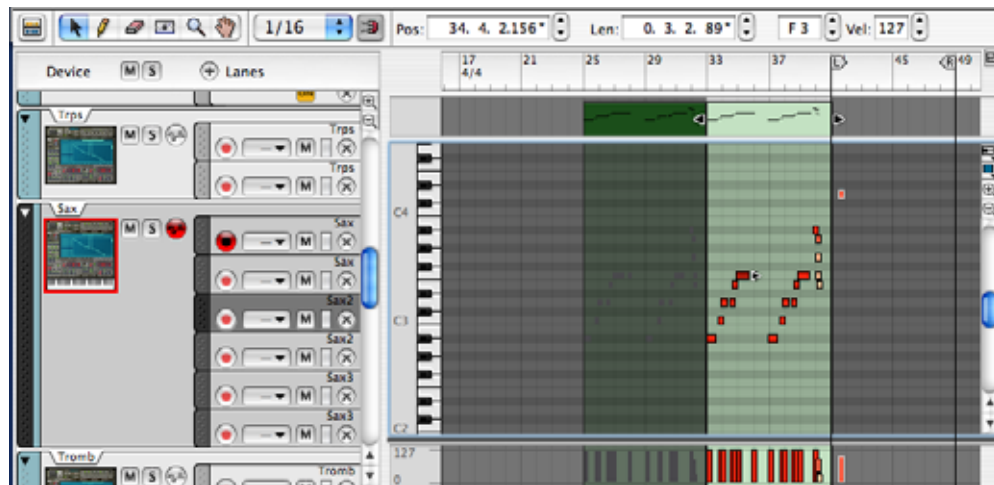 1/16 Pos: 34. 4. 2.156* Len: 0. 3. 2. 89* F 3 Vel: 127
Device M S Lanes
17 21 25 29 33 37 L 45 R 49
4/4
Trps
M S Trps
M
Trps
M
Sax
M S Sax
M
Sax
M
Sax2
M
Sax2
M
Sax3
M
Sax3
M
C4
C3
C2
Tromb
M S Tromb
127
0